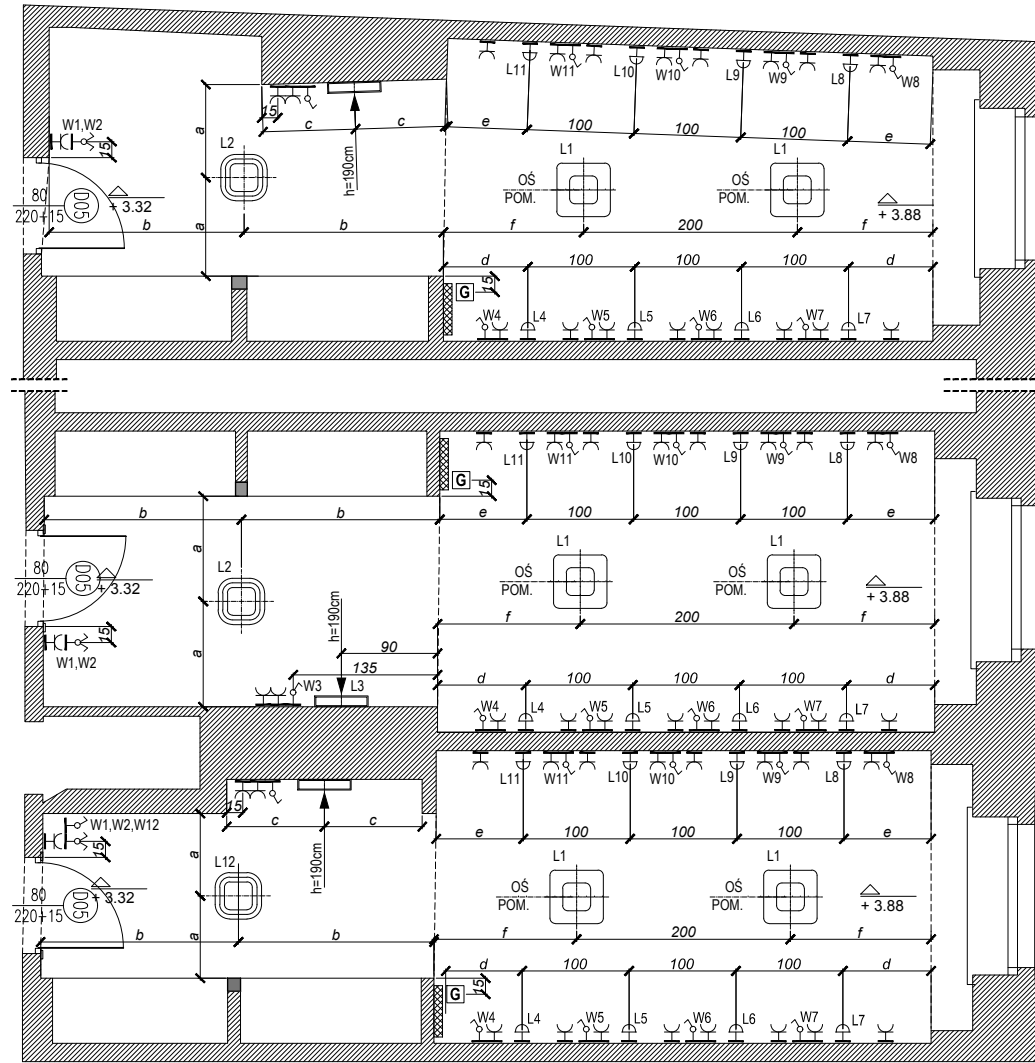 L11 W11 L10 W10 L9 W9 L8 W8
15
W1,W2
15
a c c e 100 100 100 e
L2 L1 L1
h=190cm
OŚ
POM.
OŚ
POM.
80
220+15
D05
+ 3.32
+ 3.88
a b b f 200 f
d 100 100 100 d
G 15
W4 L4 W5 L5 W6 L6 W7 L7
L11 W11 L10 W10 L9 W9 L8 W8
G 15
b b e 100 100 100 e
a
L2 L1 L1
80
220+15
D05
+ 3.32
OŚ
POM.
OŚ
POM.
+ 3.88
h=190cm
f 200 f
15
W1,W2
a
90
135
d 100 100 100 d
W3 L3
W4 L4 W5 L5 W6 L6 W7 L7
L11 W11 L10 W10 L9 W9 L8 W8
15
W1,W2,W12
15
c c
e 100 100 100 e
a
L12 L1 L1
h=190cm
80
220+15
D05
+ 3.32
OŚ
POM.
OŚ
POM.
+ 3.88
a b b f 200 f
d 100 100 100 d
G 15
W4 L4 W5 L5 W6 L6 W7 L7